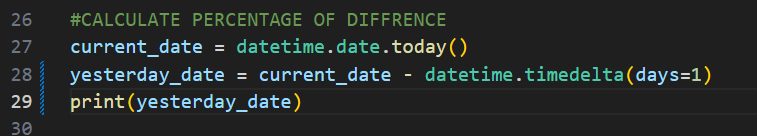 26 #CALCULATE PERCENTAGE OF DIFFRENCE
27 current_date = datetime.date.today()
28 yesterday_date = current_date - datetime.timedelta(days=1)
29 print(yesterday_date)
30